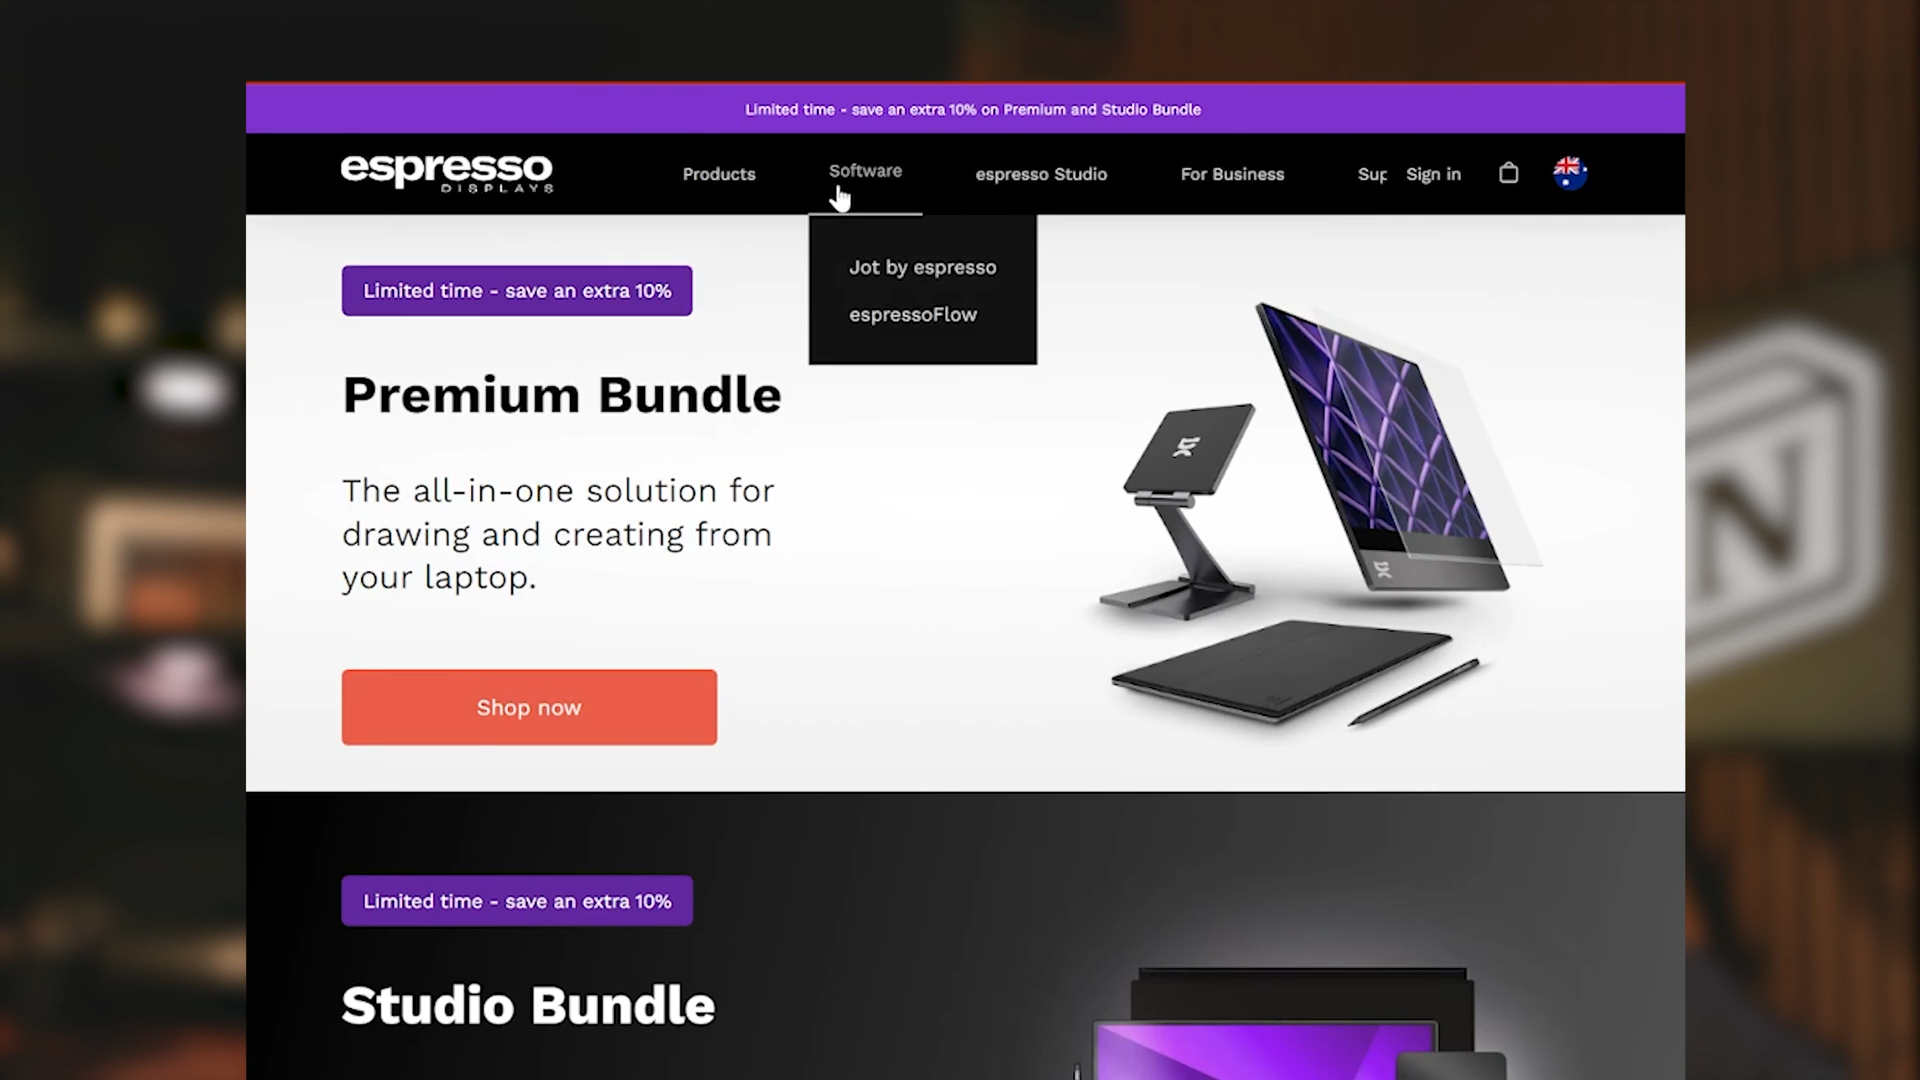 Limited time - save an extra 10% on Premium and Studio Bundle
espresso
DISPLAYS
Products
Software
espresso Studio
For Business
Sup
Sign in
Jot by espresso
espressoFlow
Limited time - save an extra 10%
Premium Bundle
The all-in-one solution for
drawing and creating from
your laptop.
Shop now
Limited time - save an extra 10%
Studio Bundle
N